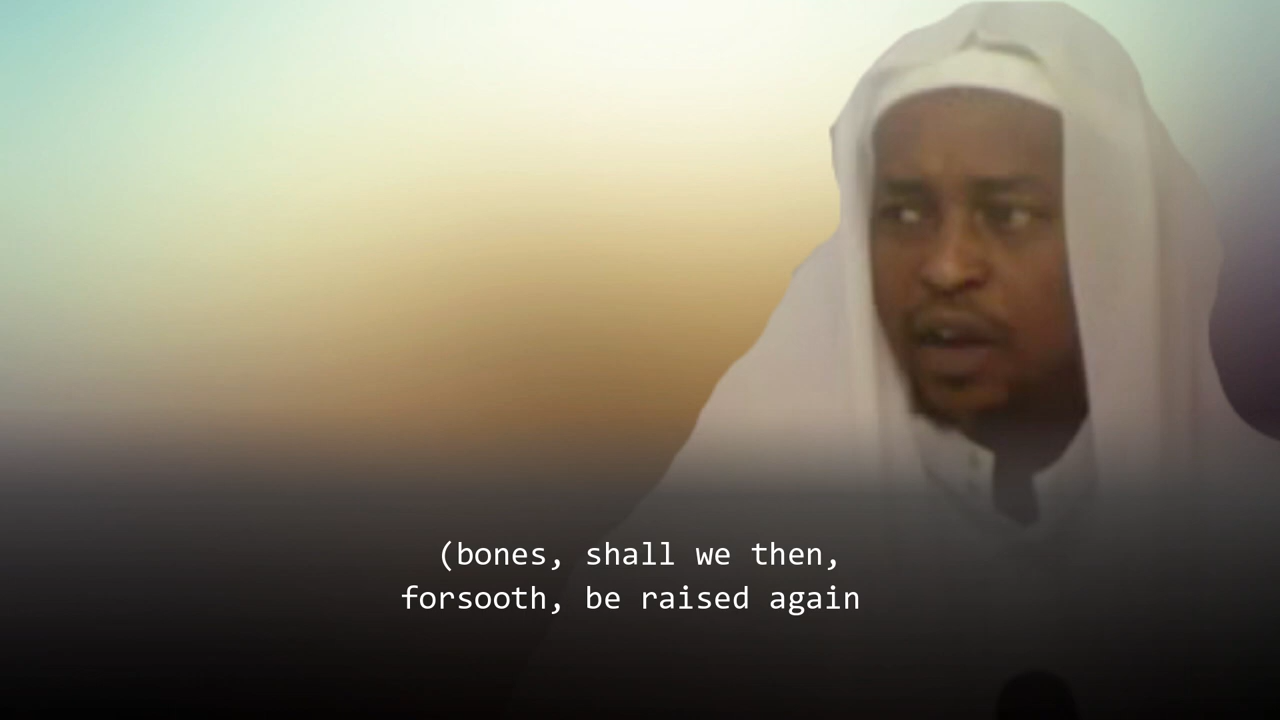 (bones, shall we then,
forsooth, be raised again